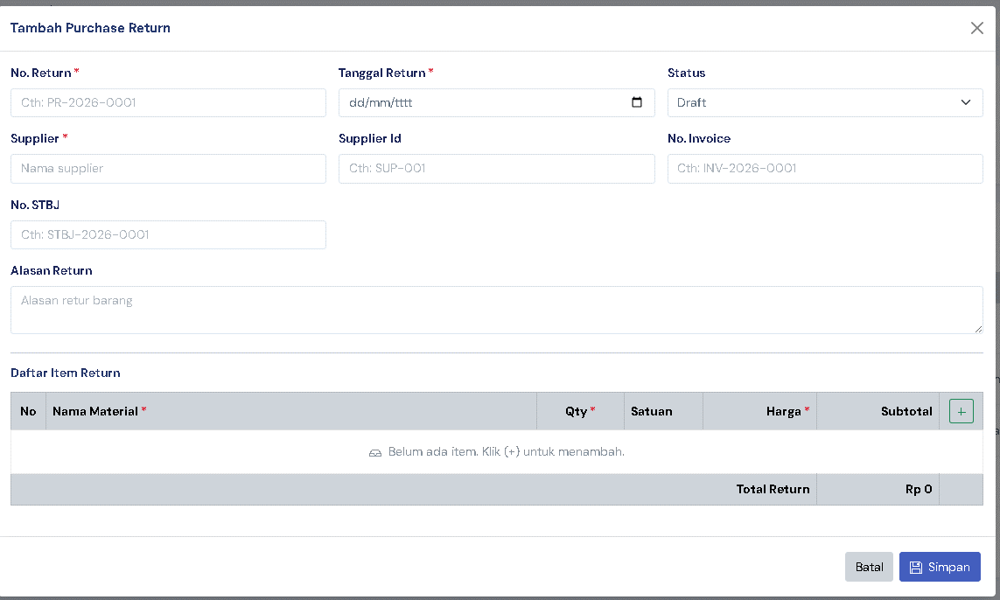 Tambah Purchase Return
No. Return * Tanggal Return * Status
Cth: PR-2026-0001 dd/mm/tttt Draft
Supplier * Supplier Id No. Invoice
Nama supplier Cth: SUP-001 Cth: INV-2026-0001
No. STBJ
Cth: STBJ-2026-0001
Alasan Return
Alasan retur barang
Daftar Item Return
No Nama Material * Qty * Satuan Harga * Subtotal +
Belum ada item. Klik (+) untuk menambah.
Total Return Rp 0
Batal Simpan